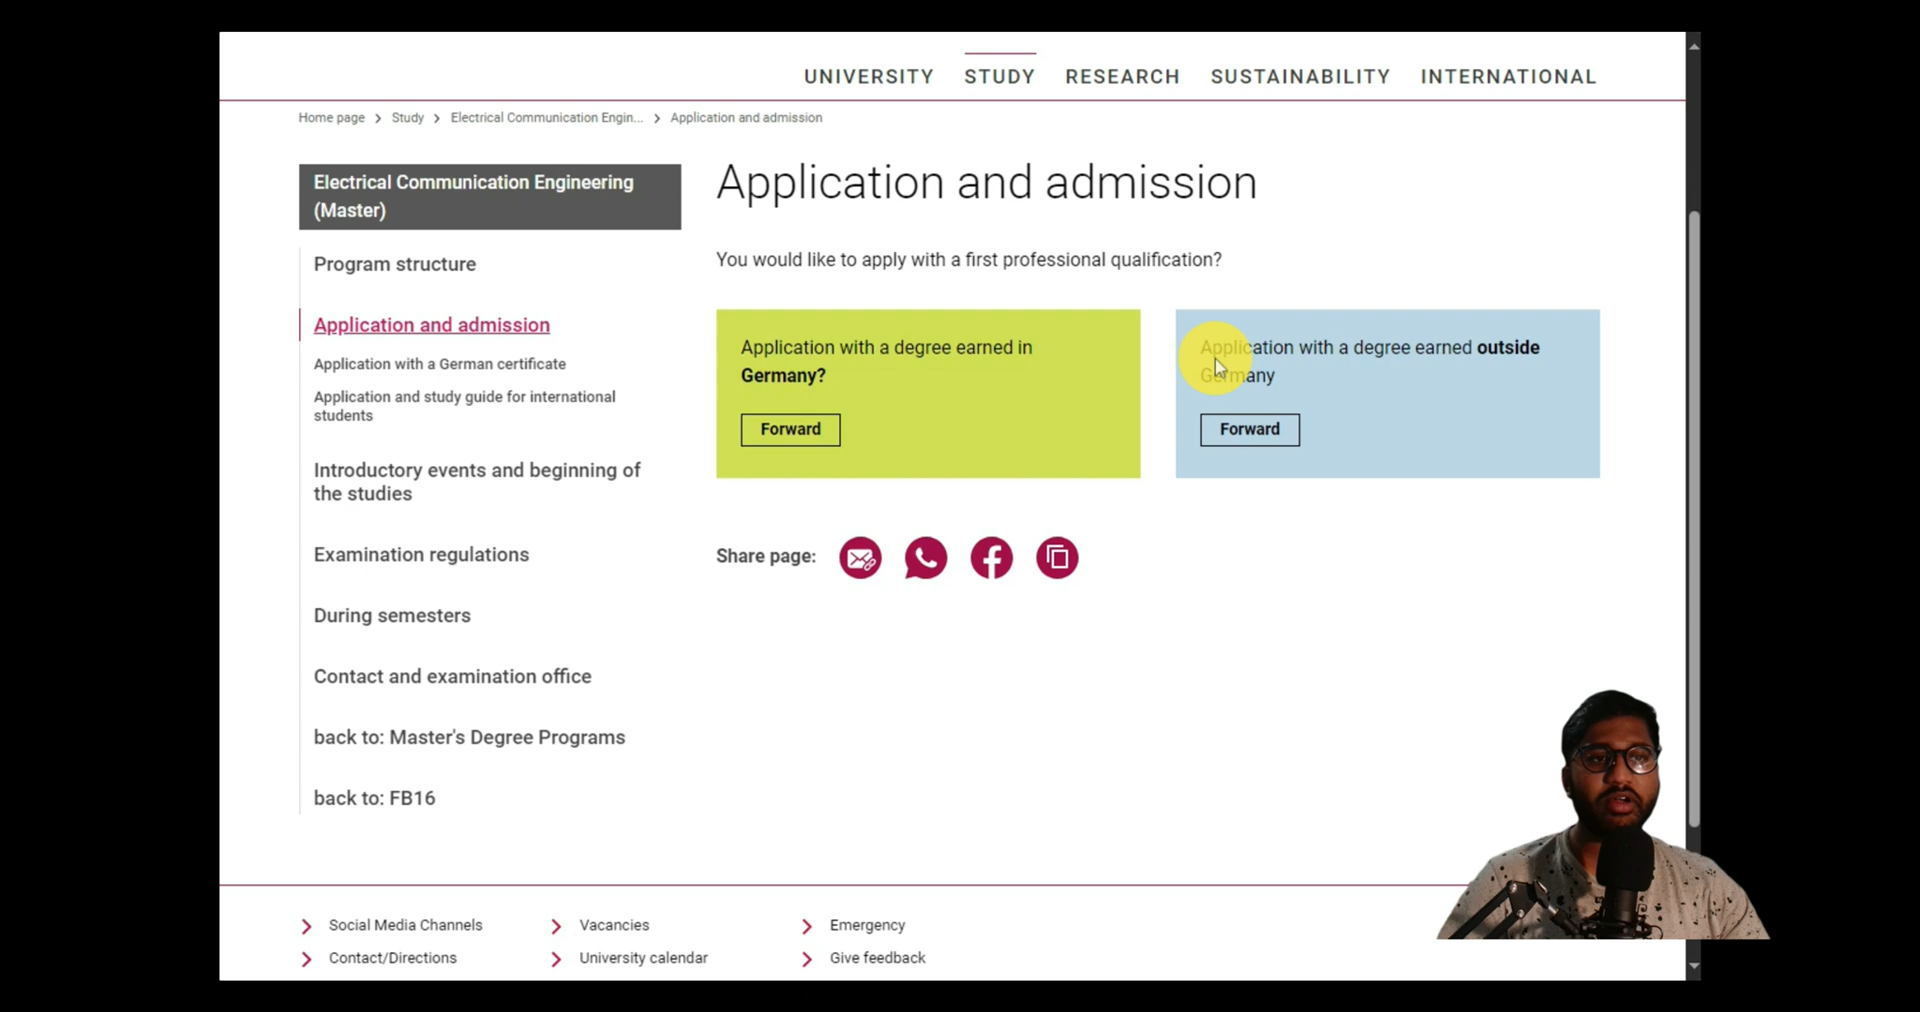 UNIVERSITY STUDY RESEARCH SUSTAINABILITY INTERNATIONAL
Home page > Study > Electrical Communication Engin... > Application and admission
Electrical Communication Engineering
(Master)
Program structure
Application and admission
Application with a German certificate
Application and study guide for international
students
Introductory events and beginning of
the studies
Examination regulations
During semesters
Contact and examination office
back to: Master's Degree Programs
back to: FB16
Application and admission
You would like to apply with a first professional qualification?
Application with a degree earned in
Germany?
Forward
Application with a degree earned outside
Germany
Forward
Share page:
Social Media Channels
Contact/Directions
Vacancies
University calendar
Emergency
Give feedback